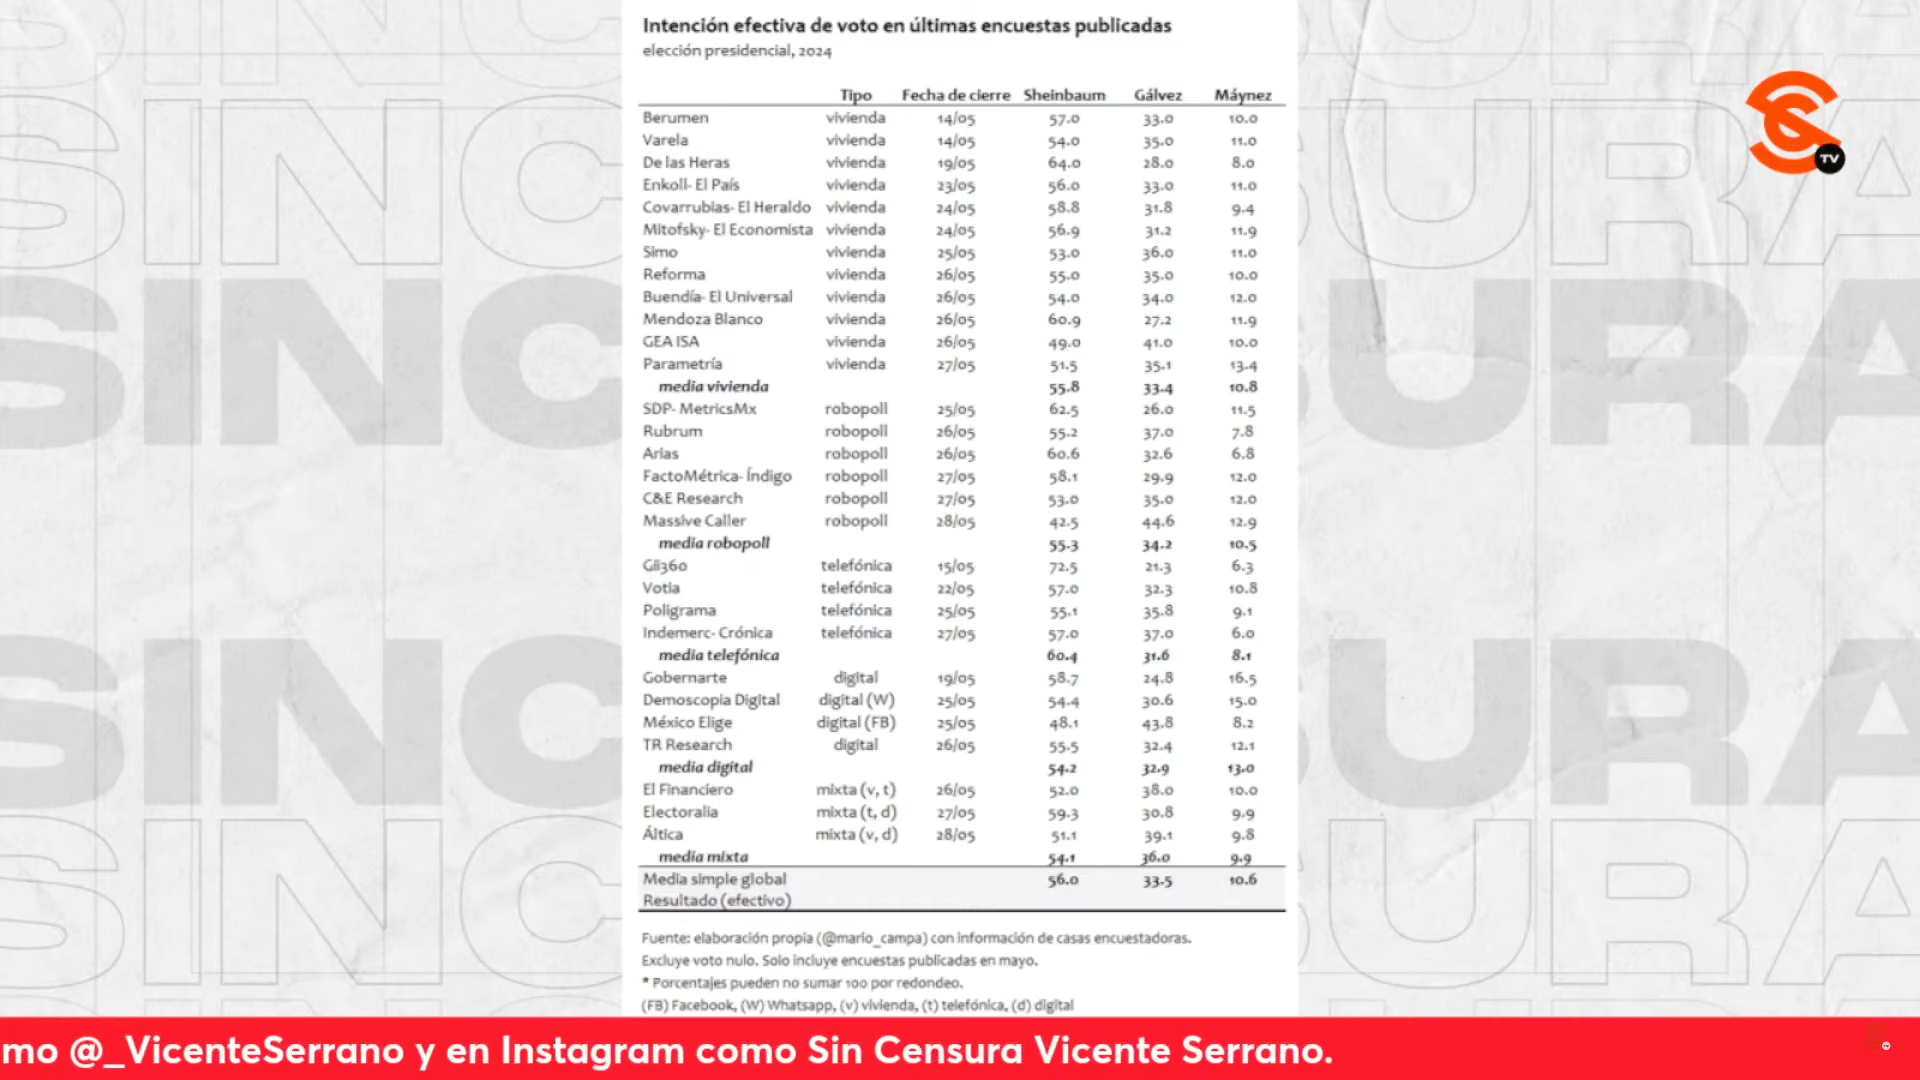 Intención efectiva de voto en últimas encuestas publicadas
elección presidencial, 2024
Tipo Fecha de cierre Sheinbaum Gálvez Máynez
Berumen vivienda 14/05 57.0 33.0 10.0
Varela vivienda 14/05 54.0 35.0 11.0
De las Heras vivienda 19/05 64.0 28.0 8.0
Enkoll- El País vivienda 23/05 56.0 33.0 11.0
Covarrubias- El Heraldo vivienda 24/05 58.8 31.8 9.4
Mitofsky- El Economista vivienda 24/05 56.9 31.2 11.9
Simo vivienda 25/05 53.0 36.0 11.0
Reforma vivienda 26/05 55.0 35.0 10.0
Buendía- El Universal vivienda 26/05 54.0 34.0 12.0
Mendoza Blanco vivienda 26/05 60.9 27.2 11.9
GEA ISA vivienda 26/05 49.0 41.0 10.0
Parametría vivienda 27/05 51.5 35.1 13.4
media vivienda 55.8 33.4 10.8
SDP- MetricsMx robopoll 25/05 62.5 26.0 11.5
Rubrum robopoll 26/05 55.2 37.0 7.8
Arias robopoll 26/05 60.6 32.6 6.8
FactoMétrica- Índigo robopoll 27/05 58.1 29.9 12.0
C&E Research robopoll 27/05 53.0 35.0 12.0
Massive Caller robopoll 28/05 42.5 44.6 12.9
media robopoll 55.3 34.2 10.5
Gii360 telefónica 15/05 72.5 21.3 6.3
Votia telefónica 22/05 57.0 32.3 10.8
Poligrama telefónica 25/05 55.1 35.8 9.1
Indemerc- Crónica telefónica 27/05 57.0 37.0 6.0
media telefónica 60.4 31.6 8.1
Gobernarte digital 19/05 58.7 24.8 16.5
Demoscopia Digital digital (W) 25/05 54.4 30.6 15.0
México Elige digital (FB) 25/05 48.1 43.8 8.2
TR Research digital 26/05 55.5 32.4 12.1
media digital 54.2 32.9 13.0
El Financiero mixta (v, t) 26/05 52.0 38.0 10.0
Electoralia mixta (t, d) 27/05 59.3 30.8 9.9
Áltica mixta (v, d) 28/05 51.1 39.1 9.8
media mixta 54.1 36.0 9.9
Media simple global 56.0 33.5 10.6
Resultado (efectivo)
Fuente: elaboración propia (@mario_campa) con información de casas encuestadoras.
Excluye voto nulo. Solo incluye encuestas publicadas en mayo.
* Porcentajes pueden no sumar 100 por redondeo.
(FB) Facebook, (W) Whatsapp, (v) vivienda, (t) telefónica, (d) digital
TV
SINC
URA
SINC
URA
SINC
URA
SINC
URA
mo @_VicenteSerrano y en Instagram como Sin Censura Vicente Serrano.